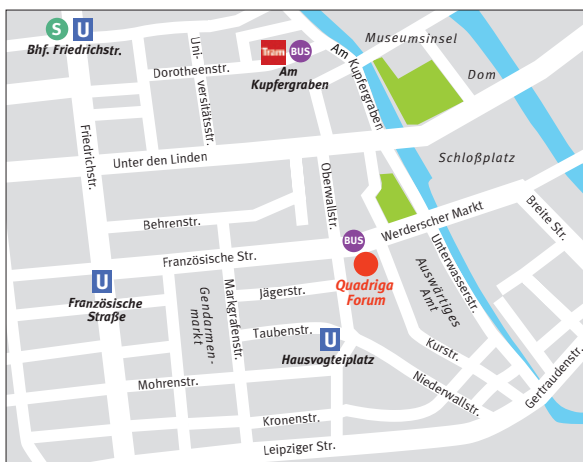 S U
Bhf. Friedrichstr.
Museumsinsel
Tram BUS
Am
Kupfergraben
Am Kupfergraben
Uni-
versitätsstr.
Dorotheenstr.
Dom
Friedrichstr.
Unter den Linden
Schloßplatz
Oberwallstr.
Behrenstr.
Werderscher Markt
Breite Str.
BUS
Französische Str.
Quadriga
Forum
Unterwasserstr.
Auswärtiges
Amt
U
Französische
Straße
Gendarmen-
markt
Markgrafenstr.
Jägerstr.
Taubenstr.
U
Hausvogteiplatz
Kurstr.
Niederwallstr.
Gertraudenstr.
Mohrenstr.
Kronenstr.
Leipziger Str.